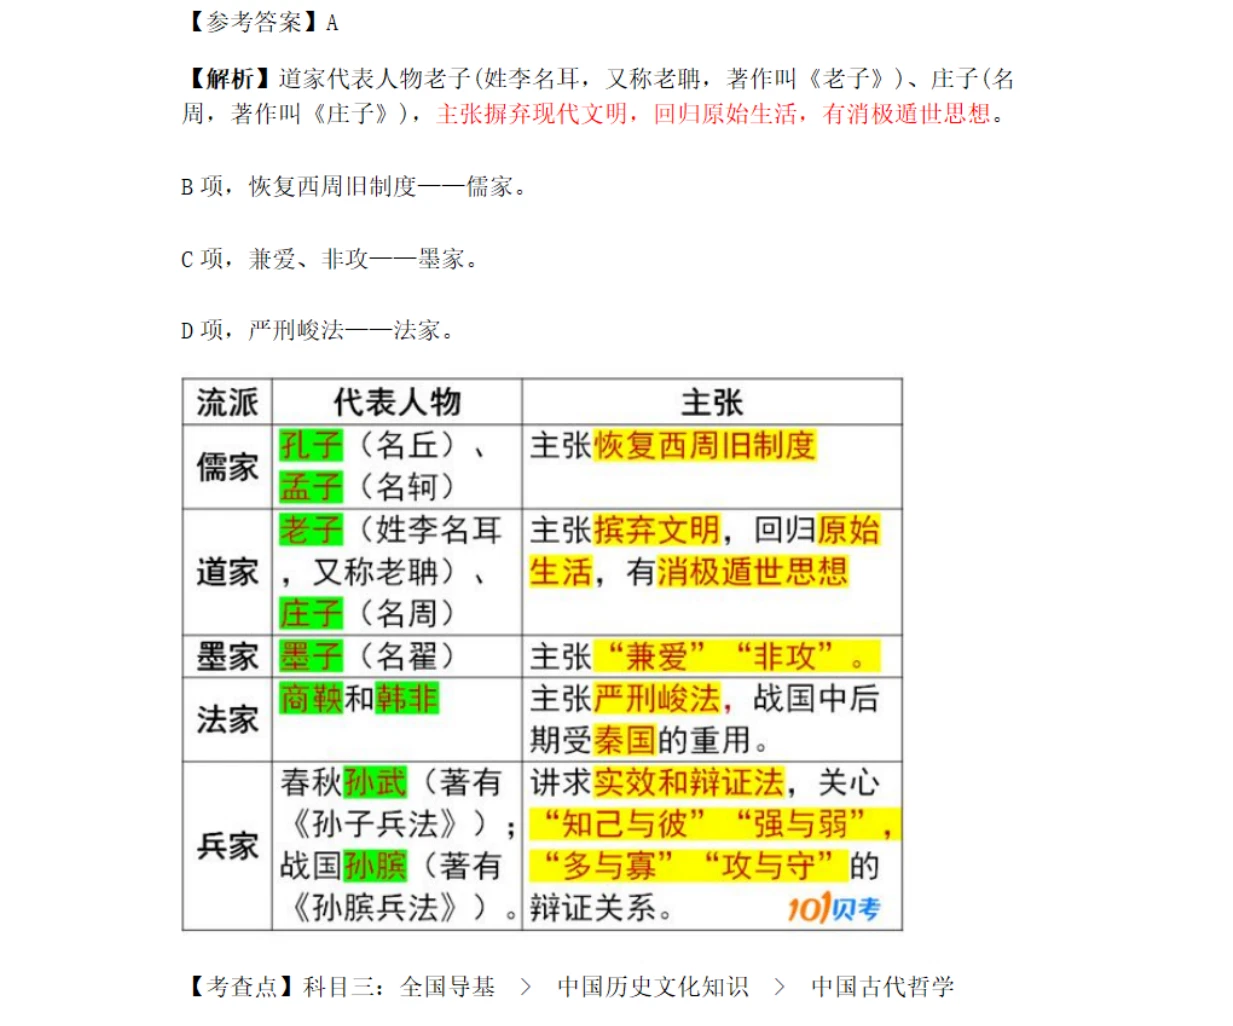 【参考答案】A
【解析】道家代表人物老子(姓李名耳，又称老聃，著作叫《老子》)、庄子(名
周，著作叫《庄子》)，主张摒弃现代文明，回归原始生活，有消极遁世思想。
B 项，恢复西周旧制度——儒家。
C 项，兼爱、非攻——墨家。
D 项，严刑峻法——法家。
流派 代表人物 主张
儒家 孔子（名丘）、 主张恢复西周旧制度
孟子（名轲）
道家 老子（姓李名耳 主张摈弃文明，回归原始
，又称老聃）、 生活，有消极遁世思想
庄子（名周）
墨家 墨子（名翟） 主张“兼爱”“非攻”。
法家 商鞅和韩非 主张严刑峻法，战国中后
期受秦国的重用。
兵家 春秋孙武（著有 讲求实效和辩证法，关心
《孙子兵法》）； “知己与彼”“强与弱”，
战国孙膑（著有 “多与寡”“攻与守”的
《孙膑兵法》）。 辩证关系。
101贝考
【考查点】科目三：全国导基 > 中国历史文化知识 > 中国古代哲学